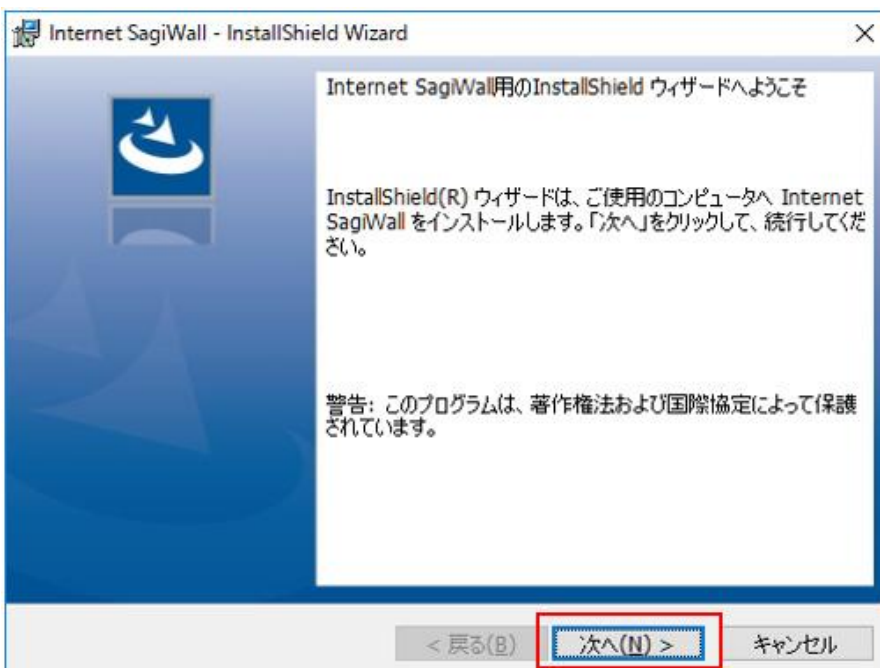 Internet SagiWall - InstallShield Wizard
Internet SagiWall用のInstallShield ウィザードへようこそ
InstallShield(R) ウィザードは、ご使用のコンピュータへ Internet
SagiWall をインストールします。「次へ」をクリックして、続行してくだ
さい。
警告: このプログラムは、著作権法および国際協定によって保護
されています。
< 戻る(B)
次へ(N) >
キャンセル